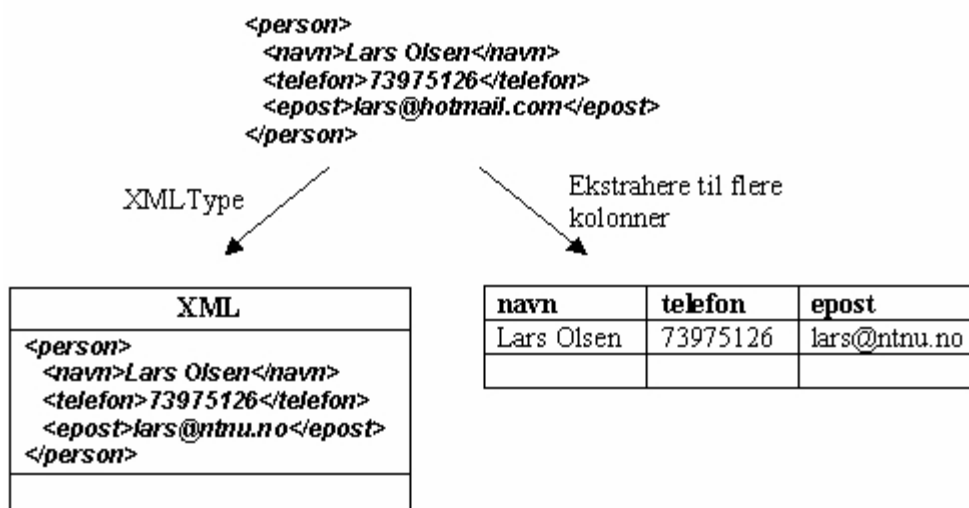 <person>
<navn>Lars Olsen</navn>
<telefon>73975126</telefon>
<epost>lars@hotmail.com</epost>
</person>
XMLType
Ekstrahere til flere
kolonner
XML
<person>
<navn>Lars Olsen</navn>
<telefon>73975126</telefon>
<epost>lars@ntnu.no</epost>
</person>
navn telefon epost
Lars Olsen 73975126 lars@ntnu.no